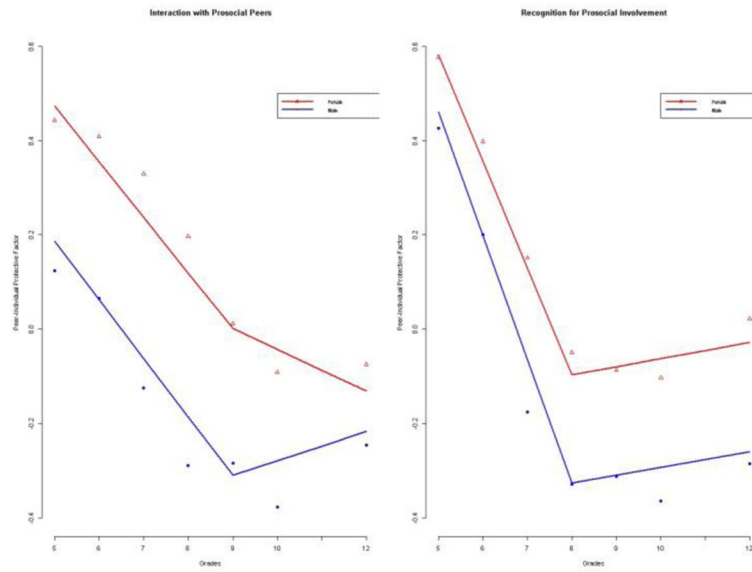 Interaction with Prosocial Peers
Peer-Individual Protective Factor
0.6
0.4
0.2
0.0
-0.2
-0.4
Female
Male
5 6 7 8 9 10 12
Grades
Recognition for Prosocial Involvement
Peer-Individual Protective Factor
0.6
0.4
0.2
0.0
-0.2
-0.4
Female
Male
5 6 7 8 9 10 12
Grades